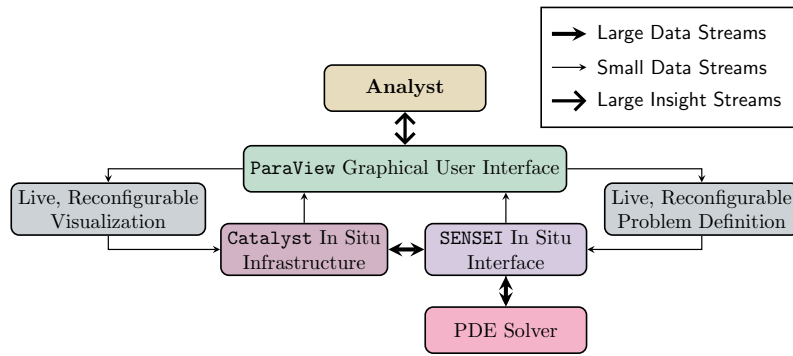 Large Data Streams
Small Data Streams
Large Insight Streams
Analyst
ParaView Graphical User Interface
Live, Reconfigurable
Visualization
Live, Reconfigurable
Problem Definition
Catalyst In Situ
Infrastructure
SENSEI In Situ
Interface
PDE Solver